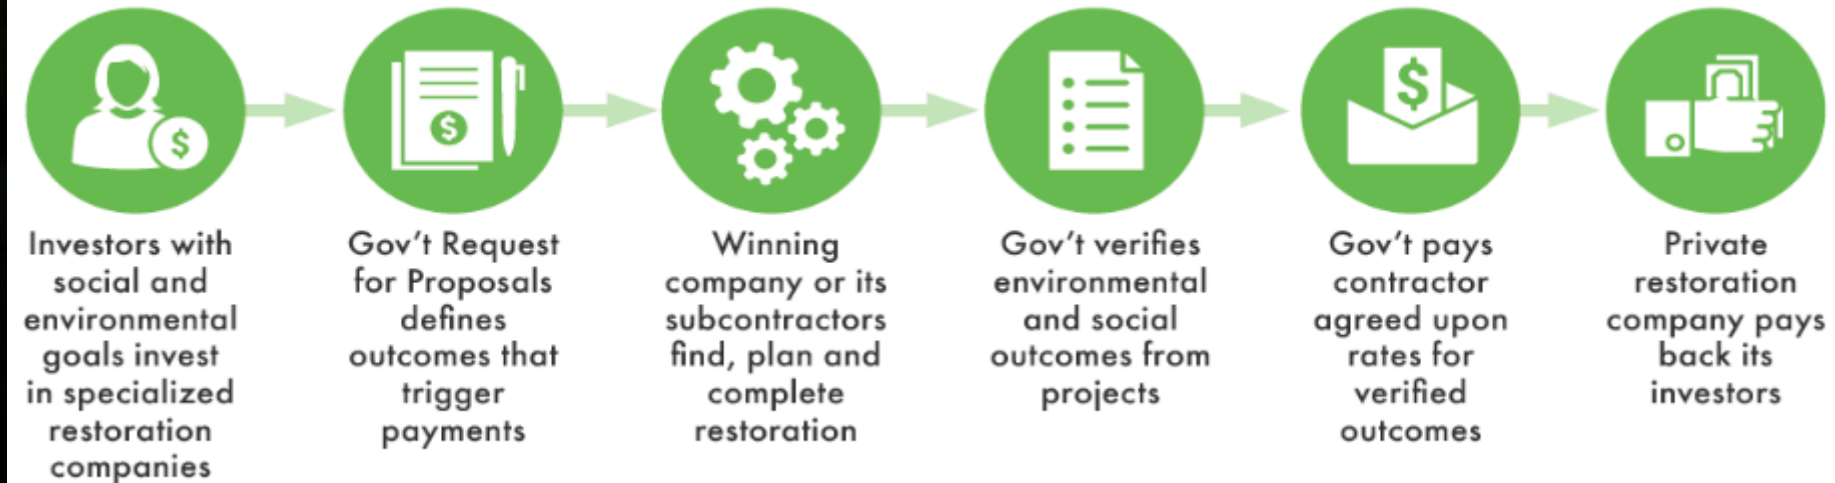 $
$
$
Investors with
social and
environmental
goals invest
in specialized
restoration
companies
Gov't Request
for Proposals
defines
outcomes that
trigger
payments
Winning
company or its
subcontractors
find, plan and
complete
restoration
Gov't verifies
environmental
and social
outcomes from
projects
Gov't pays
contractor
agreed upon
rates for
verified
outcomes
Private
restoration
company pays
back its
investors